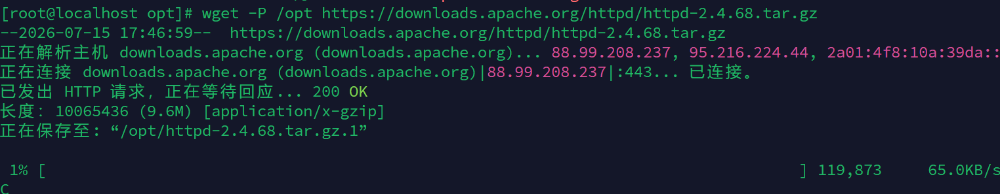 [root@localhost opt]# wget -P /opt https://downloads.apache.org/httpd/httpd-2.4.68.tar.gz
--2026-07-15 17:46:59--  https://downloads.apache.org/httpd/httpd-2.4.68.tar.gz
正在解析主机 downloads.apache.org (downloads.apache.org)... 88.99.208.237, 95.216.224.44, 2a01:4f8:10a:39da::
正在连接 downloads.apache.org (downloads.apache.org)|88.99.208.237|:443... 已连接。
已发出 HTTP 请求，正在等待回应... 200 OK
长度：10065436 (9.6M) [application/x-gzip]
正在保存至: “/opt/httpd-2.4.68.tar.gz.1”
 1% [ ] 119,873     65.0KB/s
C